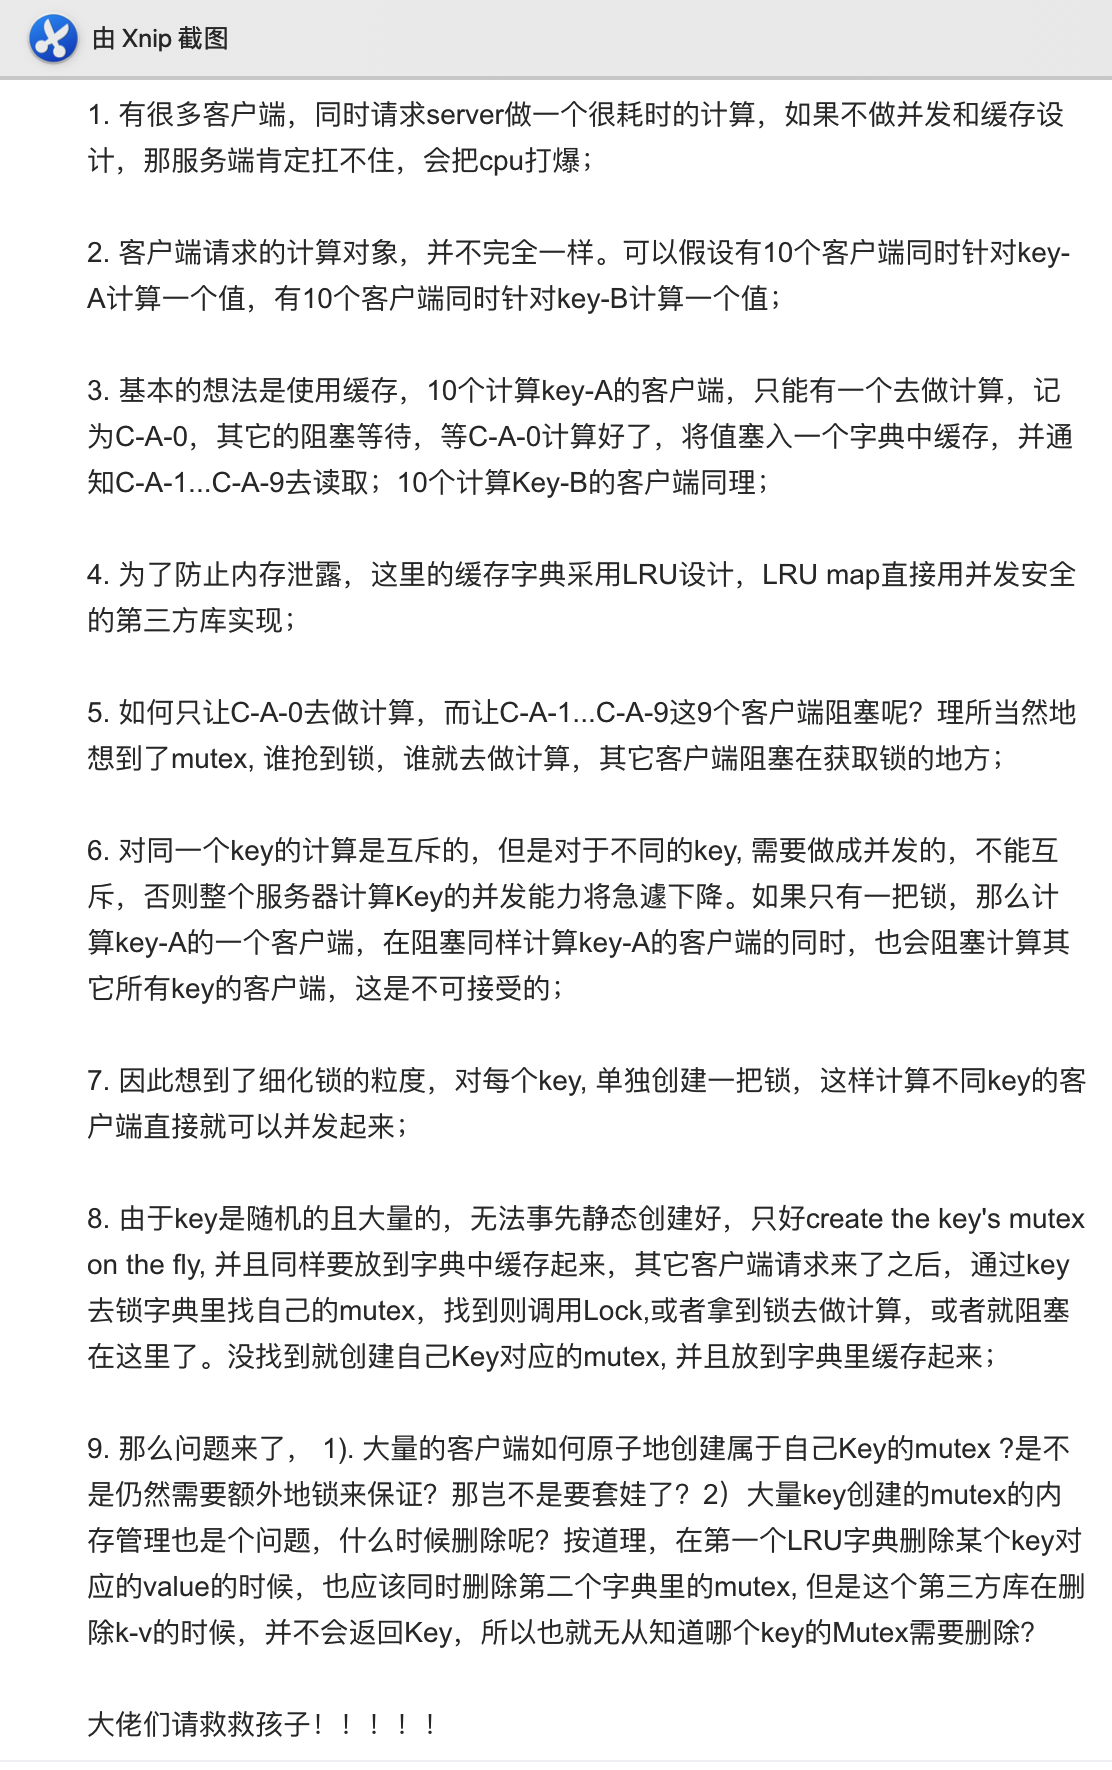 由 Xnip 截图
1. 有很多客户端，同时请求server做一个很耗时的计算，如果不做并发和缓存设
计，那服务端肯定扛不住，会把cpu打爆；
2. 客户端请求的计算对象，并不完全一样。可以假设有10个客户端同时针对key-
A计算一个值，有10个客户端同时针对key-B计算一个值；
3. 基本的想法是使用缓存，10个计算key-A的客户端，只能有一个去做计算，记
为C-A-0，其它的阻塞等待，等C-A-0计算好了，将值塞入一个字典中缓存，并通
知C-A-1...C-A-9去读取；10个计算Key-B的客户端同理；
4. 为了防止内存泄露，这里的缓存字典采用LRU设计，LRU map直接用并发安全
的第三方库实现；
5. 如何只让C-A-0去做计算，而让C-A-1...C-A-9这9个客户端阻塞呢？理所当然地
想到了mutex, 谁抢到锁，谁就去做计算，其它客户端阻塞在获取锁的地方；
6. 对同一个key的计算是互斥的，但是对于不同的key, 需要做成并发的，不能互
斥，否则整个服务器计算Key的并发能力将急遽下降。如果只有一把锁，那么计
算key-A的一个客户端，在阻塞同样计算key-A的客户端的同时，也会阻塞计算其
它所有key的客户端，这是不可接受的；
7. 因此想到了细化锁的粒度，对每个key, 单独创建一把锁，这样计算不同key的客
户端直接就可以并发起来；
8. 由于key是随机的且大量的，无法事先静态创建好，只好create the key's mutex
on the fly, 并且同样要放到字典中缓存起来，其它客户端请求来了之后，通过key
去锁字典里找自己的mutex，找到则调用Lock,或者拿到锁去做计算，或者就阻塞
在这里了。没找到就创建自己Key对应的mutex, 并且放到字典里缓存起来；
9. 那么问题来了， 1). 大量的客户端如何原子地创建属于自己Key的mutex ?是不
是仍然需要额外地锁来保证？那岂不是要套娃了？2）大量key创建的mutex的内
存管理也是个问题，什么时候删除呢？按道理，在第一个LRU字典删除某个key对
应的value的时候，也应该同时删除第二个字典里的mutex, 但是这个第三方库在删
除k-v的时候，并不会返回Key，所以也就无从知道哪个key的Mutex需要删除？
大佬们请救救孩子！！！！！